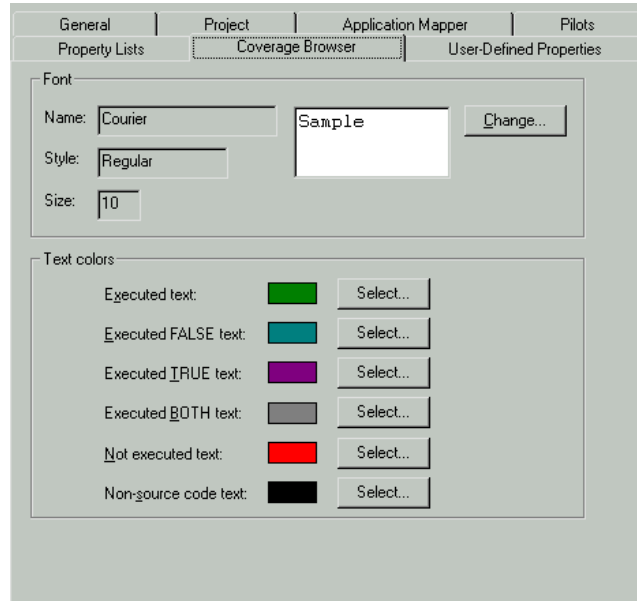 General Project Application Mapper Pilots
Property Lists Coverage Browser User-Defined Properties
Font
Name: Courier Sample Change...
Style: Regular
Size: 10
Text colors
Executed text: Select...
Executed FALSE text: Select...
Executed TRUE text: Select...
Executed BOTH text: Select...
Not executed text: Select...
Non-source code text: Select...